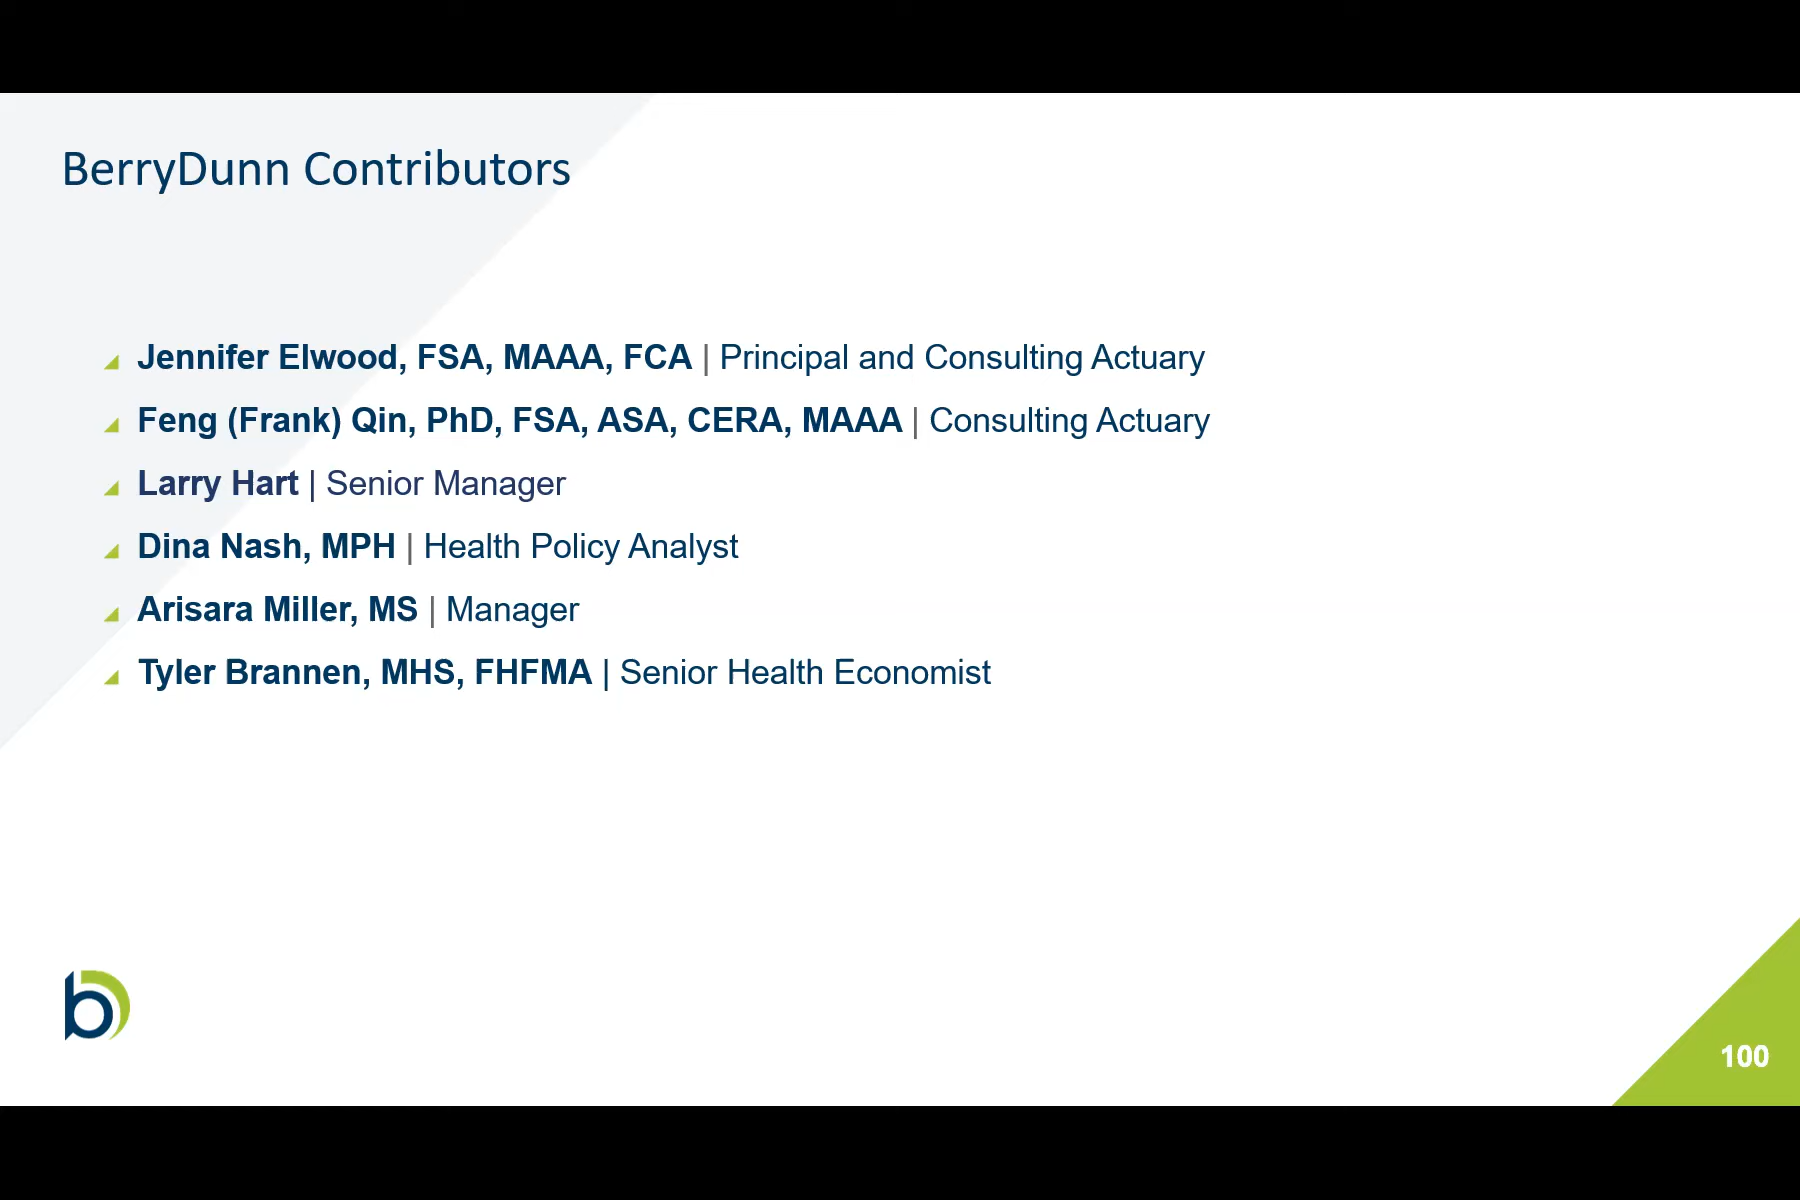 BerryDunn Contributors
Jennifer Elwood, FSA, MAAA, FCA | Principal and Consulting Actuary
Feng (Frank) Qin, PhD, FSA, ASA, CERA, MAAA | Consulting Actuary
Larry Hart | Senior Manager
Dina Nash, MPH | Health Policy Analyst
Arisara Miller, MS | Manager
Tyler Brannen, MHS, FHFMA | Senior Health Economist
b
100